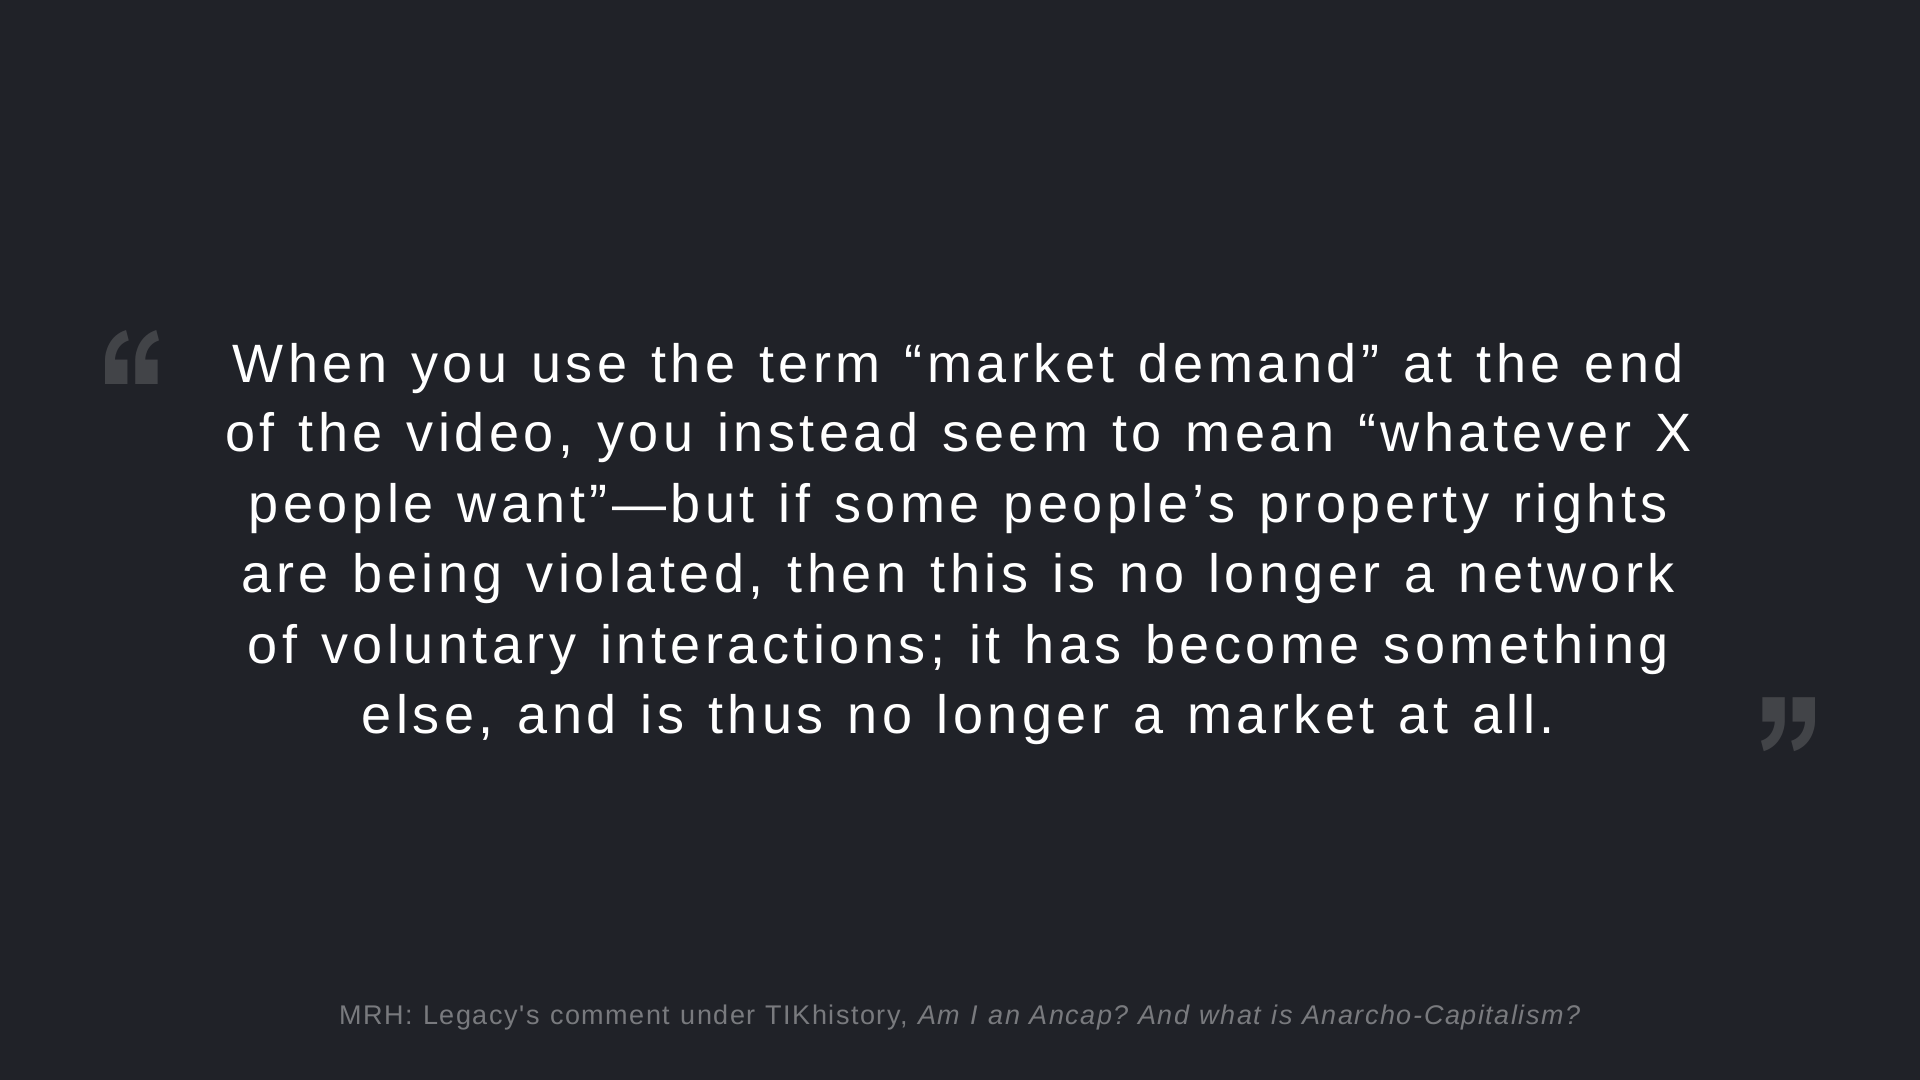 “
When you use the term “market demand” at the end
of the video, you instead seem to mean “whatever X
people want”—but if some people’s property rights
are being violated, then this is no longer a network
of voluntary interactions; it has become something
else, and is thus no longer a market at all.
”
MRH: Legacy's comment under TIKhistory, Am I an Ancap? And what is Anarcho-Capitalism?